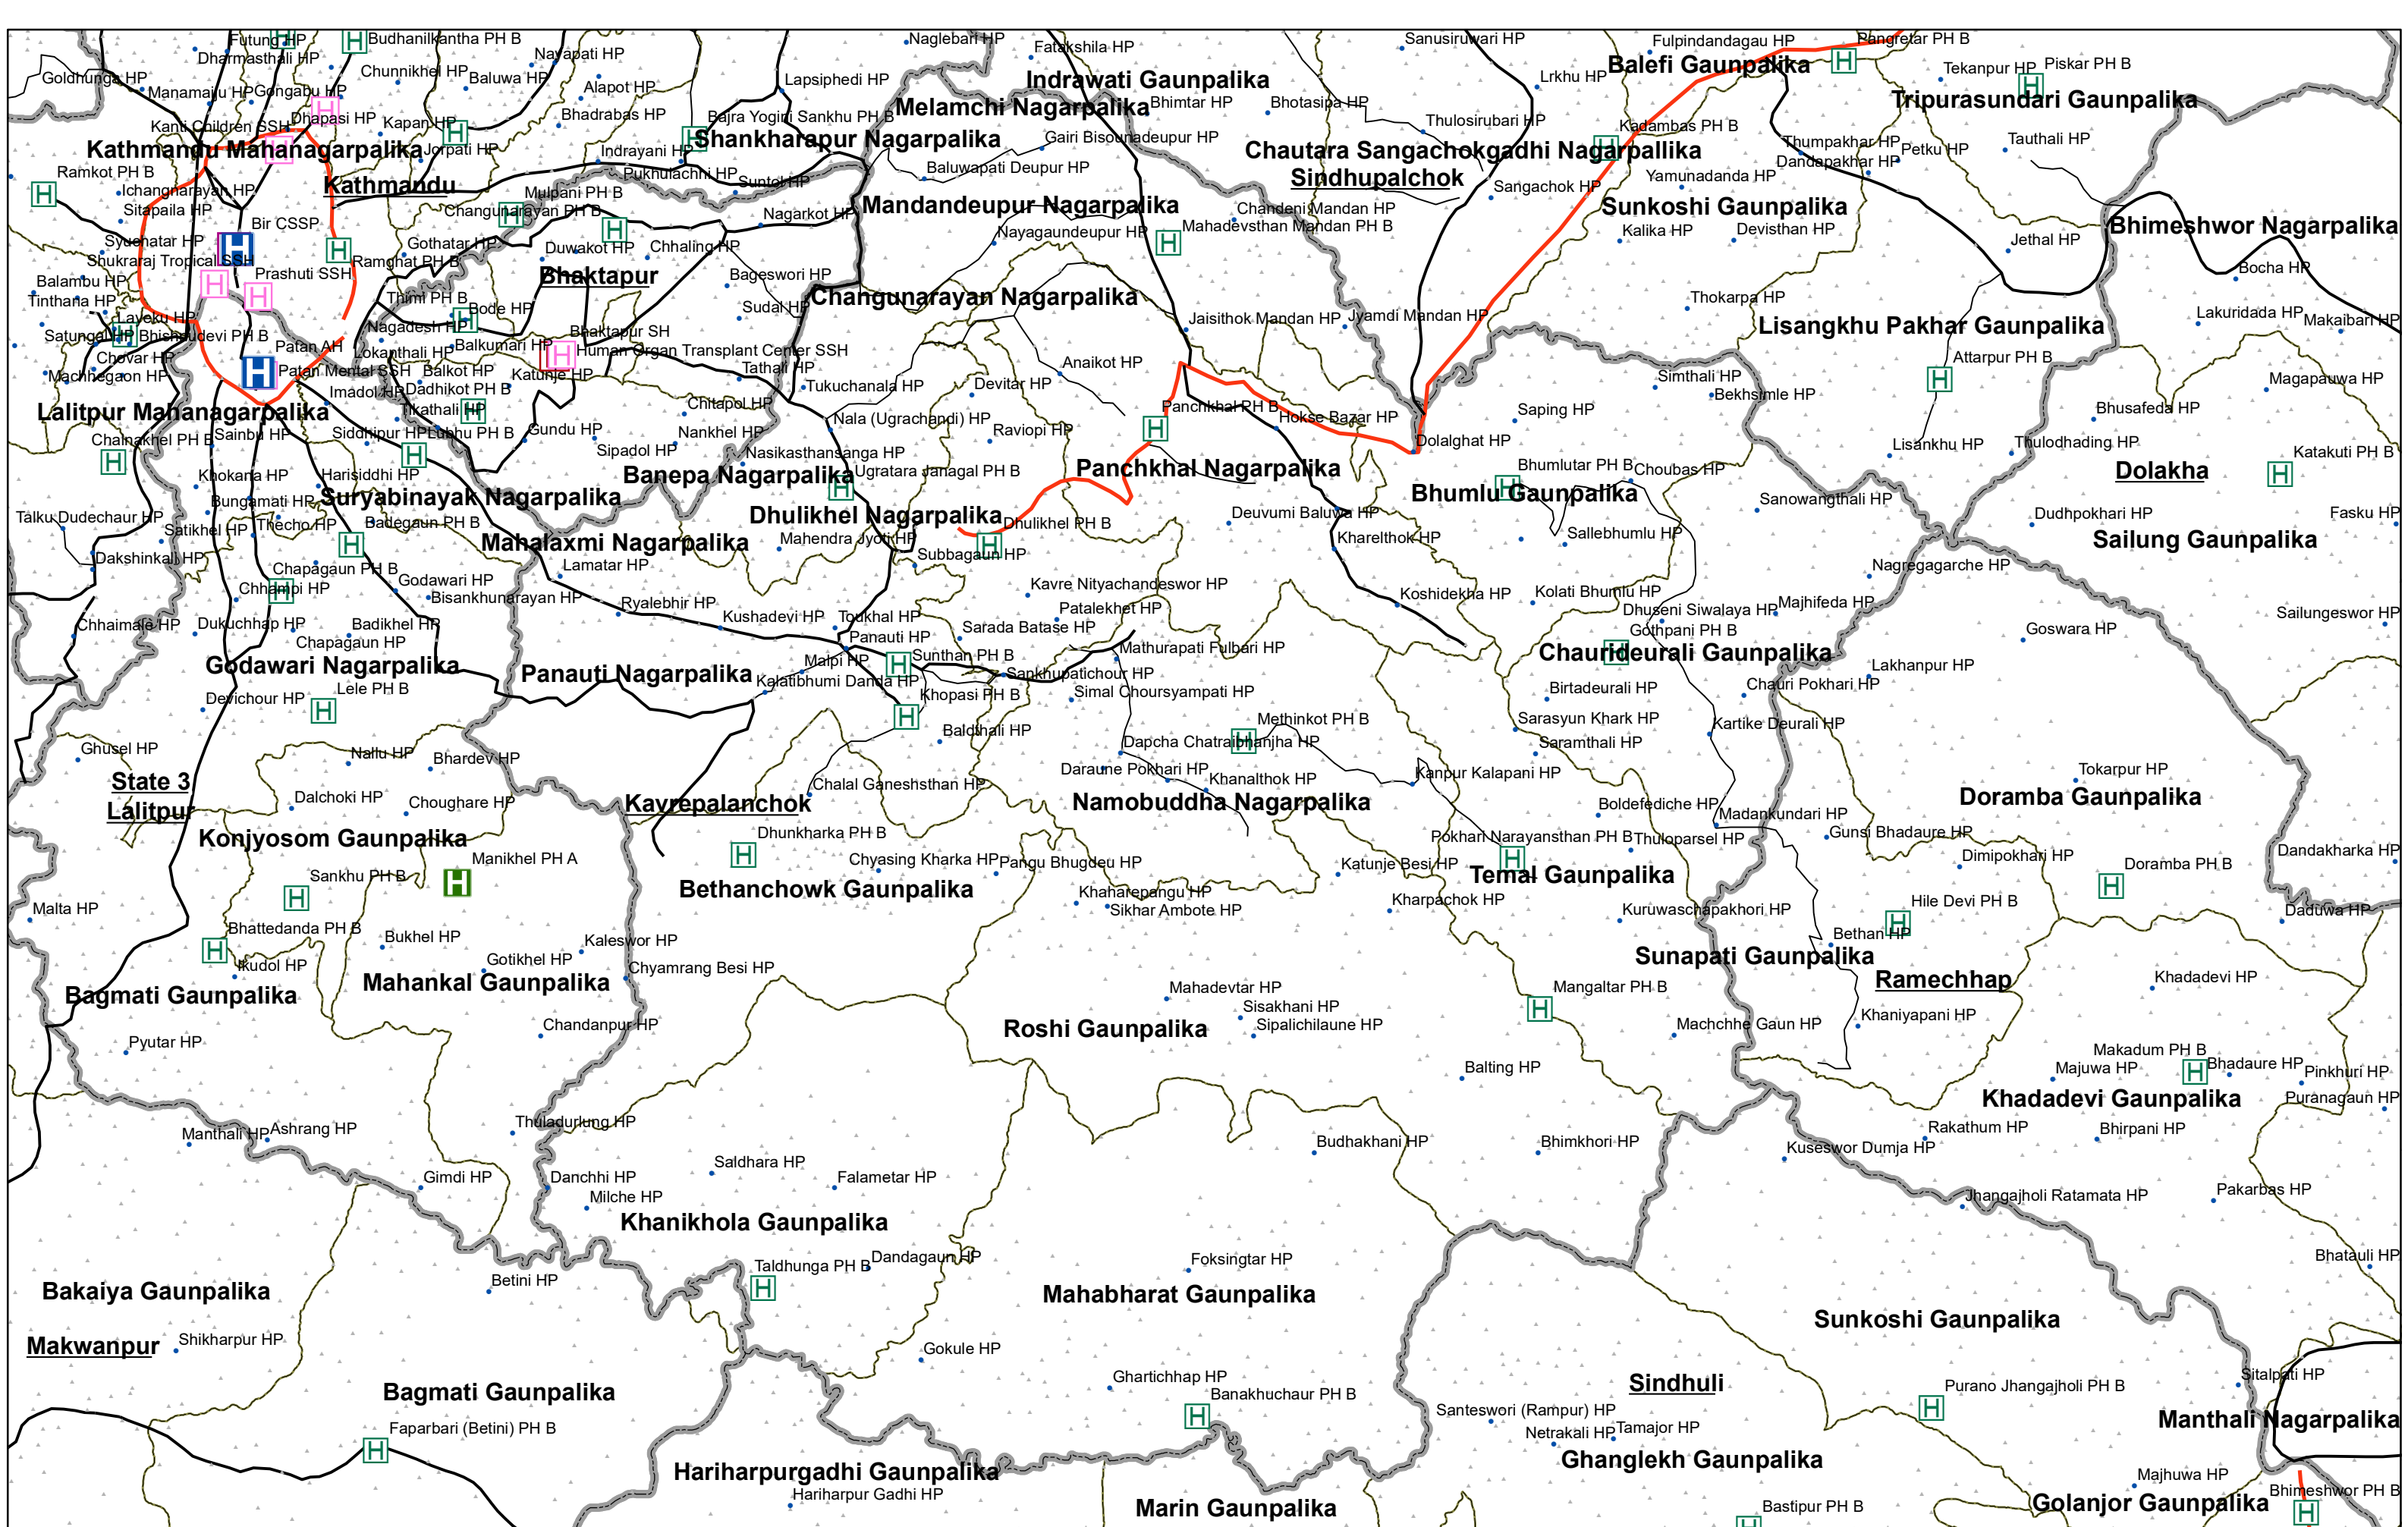 Futung HP
Budhanilkantha PH B
Naglebari HP
Fatakshila HP
Sanusiruwari HP
Fulpindandagau HP
Pangretar PH B
Dharmasthali HP
Nayapati HP
Balefi Gaunpalika
Piskar PH B
Goldhunga HP
Chunnikhel HP
Baluwa HP
Lapsiphedi HP
Indrawati Gaunpalika
Lrkhu HP
Tekanpur HP
Manamaiju HP
Gongabu HP
Alapot HP
Melamchi Nagarpalika
Bhimtar HP
Bhotasipa HP
Tripurasundari Gaunpalika
Kanti Children SSH
Dhapasi HP
Kapan HP
Bhadrabas HP
Bajra Yogini Sankhu PH B
Thulosirubari HP
Kadambas PH B
Kathmandu Mahanagarpalika
Jorpati HP
Indrayani HP
Shankharapur Nagarpalika
Gairi Bisounadeupur HP
Chautara Sangachokgadhi Nagarpallika
Thumpakhar HP
Petku HP
Tauthali HP
Ramkot PH B
Pukhulachhi HP
Baluwapati Deupur HP
Sindhupalchok
Dandapakhar HP
Ichangnarayan HP
Kathmandu
Mulpani PH B
Suntol HP
Sangachok HP
Yamunadanda HP
Sitapaila HP
Changunarayan PH B
Nagarkot HP
Mandandeupur Nagarpalika
Chandeni Mandan HP
Sunkoshi Gaunpalika
Bir CSSP
Nayagaundeupur HP
Mahadevsthan Mandan PH B
Kalika HP
Devisthan HP
Jethal HP
Bhimeshwor Nagarpalika
Syuchatar HP
Gothatar HP
Duwakot HP
Chhaling HP
Shukraraj Tropical SSH
Ramghat PH B
Bocha HP
Balambu HP
Prashuti SSH
Bhaktapur
Bageswori HP
Tinthana HP
Thimi PH B
Bode HP
Sudal HP
Changunarayan Nagarpalika
Thokarpa HP
Layeku HP
Nagadesh HP
Bhaktapur SH
Jaisithok Mandan HP
Jyamdi Mandan HP
Lisangkhu Pakhar Gaunpalika
Lakuridada HP
Makaibari HP
Satungal HP
Bhishnudevi PH B
Patan AH
Lokanthali HP
Balkumari HP
Human Organ Transplant Center SSH
Chovar HP
Anaikot HP
Attarpur PH B
Machhegaon HP
Patan Mental SSH
Balkot HP
Katunje HP
Tathali HP
Tukuchanala HP
Devitar HP
Simthali HP
Bekhsimle HP
Magapauwa HP
Imadol HP
Dadhikot PH B
Lalitpur Mahanagarpalika
Tikathali HP
Chitapol HP
Nala (Ugrachandi) HP
Panchkhal PH B
Hokse Bazar HP
Saping HP
Bhusafeda HP
Chalnakhel PH B
Sainbu HP
Siddhipur HP
Lubhu PH B
Gundu HP
Nankhel HP
Raviopi HP
Dolalghat HP
Lisankhu HP
Thulodhading HP
Sipadol HP
Nasikasthansanga HP
Katakuti PH B
Khokana HP
Harisiddhi HP
Banepa Nagarpalika
Ugratara Janagal PH B
Panchkhal Nagarpalika
Bhumlutar PH B
Choubas HP
Dolakha
Bungamati HP
Suryabinayak Nagarpalika
Bhumlu Gaunpalika
Sanowangthali HP
Talku Dudechaur HP
Satikhel HP
Thecho HP
Badegaun PH B
Dhulikhel Nagarpalika
Dhulikhel PH B
Deuvumi Baluwa HP
Dudhpokhari HP
Fasku HP
Mahalaxmi Nagarpalika
Mahendra Jyoti HP
Kharelthok HP
Sallebhumlu HP
Sailung Gaunpalika
Dakshinkali HP
Chapagaun PH B
Lamatar HP
Subbagaun HP
Nagregagarche HP
Chhampi HP
Godawari HP
Bisankhunarayan HP
Ryalebhir HP
Kavre Nityachandeswor HP
Koshidekha HP
Kolati Bhumlu HP
Chhaimale HP
Dukuchhap HP
Badikhel HP
Kushadevi HP
Toukhal HP
Patalekhet HP
Dhuseni Siwalaya HP
Majhifeda HP
Sailungeswor HP
Chapagaun HP
Panauti HP
Sarada Batase HP
Gothpani PH B
Goswara HP
Godawari Nagarpalika
Malpi HP
Sunthan PH B
Mathurapati Fulbari HP
Chaurideurali Gaunpalika
Lakhanpur HP
Panauti Nagarpalika
Kalatibhumi Danda HP
Sankhupatichour HP
Devichour HP
Lele PH B
Khopasi PH B
Simal Choursyampati HP
Birtadeurali HP
Chauri Pokhari HP
Ghusel HP
Baldthali HP
Methinkot PH B
Sarasyun Khark HP
Kartike Deurali HP
Nallu HP
Bhardev HP
Dapcha Chatraibhanjha HP
Saramthali HP
State 3
Daraune Pokhari HP
Khanalthok HP
Kanpur Kalapani HP
Tokarpur HP
Lalitpur
Dalchoki HP
Choughare HP
Kavrepalanchok
Chalal Ganeshsthan HP
Namobuddha Nagarpalika
Boldefediche HP
Doramba Gaunpalika
Konjyosom Gaunpalika
Dhunkharka PH B
Pokhari Narayansthan PH B
Thuloparsel HP
Madankundari HP
Gunsi Bhadaure HP
Manikhel PH A
Chyasing Kharka HP
Pangu Bhugdeu HP
Katunje Besi HP
Dimipokhari HP
Doramba PH B
Dandakharka HP
Sankhu PH B
Bethanchowk Gaunpalika
Khaharepangu HP
Temal Gaunpalika
Malta HP
Sikhar Ambote HP
Kharpachok HP
Kuruwaschapakhori HP
Hile Devi PH B
Daduwa HP
Bhattedanda PH B
Bukhel HP
Kaleswor HP
Bethan HP
Ikudol HP
Gotikhel HP
Chyamrang Besi HP
Sunapati Gaunpalika
Bagmati Gaunpalika
Mahankal Gaunpalika
Mahadevtar HP
Mangaltar PH B
Ramechhap
Khadadevi HP
Chandanpur HP
Roshi Gaunpalika
Sisakhani HP
Sipalichilaune HP
Machchhe Gaun HP
Khaniyapani HP
Pyutar HP
Balting HP
Makadum PH B
Majuwa HP
Bhadaure HP
Pinkhuri HP
Khadadevi Gaunpalika
Puranagaun HP
Manthali HP
Ashrang HP
Thuladurlung HP
Budhakhani HP
Bhimkhori HP
Kuseswor Dumja HP
Rakathum HP
Bhirpani HP
Gimdi HP
Danchhi HP
Saldhara HP
Falametar HP
Milche HP
Jhangajholi Ratamata HP
Pakarbas HP
Khanikhola Gaunpalika
Taldhunga PH B
Dandagaun HP
Foksingtar HP
Bhatauli HP
Bakaiya Gaunpalika
Betini HP
Mahabharat Gaunpalika
Sunkoshi Gaunpalika
Makwanpur
Shikharpur HP
Gokule HP
Bagmati Gaunpalika
Ghartichhap HP
Banakhuchaur PH B
Sindhuli
Purano Jhangajholi PH B
Sitalpati HP
Faparbari (Betini) PH B
Santeswori (Rampur) HP
Netrakali HP
Tamajor HP
Manthali Nagarpalika
Hariharpurgadhi Gaunpalika
Ghanglekh Gaunpalika
Hariharpur Gadhi HP
Marin Gaunpalika
Bastipur PH B
Majhuwa HP
Golanjor Gaunpalika
Bhimeshwor PH B